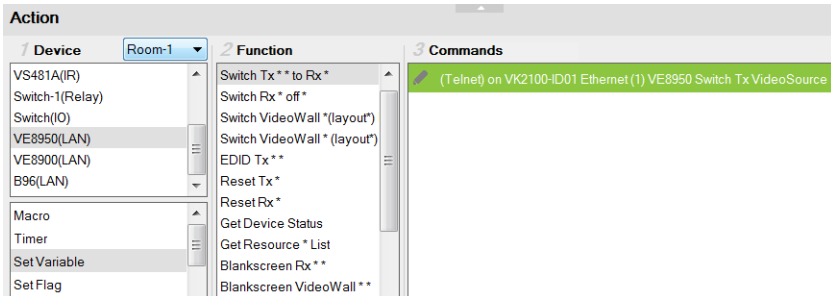 Action
1 Device
Room-1
VS481A(IR)
Switch-1(Relay)
Switch(IO)
VE8950(LAN)
VE8900(LAN)
B96(LAN)
Macro
Timer
Set Variable
Set Flag
2 Function
Switch Tx * * to Rx *
Switch Rx * off *
Switch VideoWall *(layout*)
Switch VideoWall * (layout*)
EDID Tx * *
Reset Tx *
Reset Rx *
Get Device Status
Get Resource * List
Blankscreen Rx * *
Blankscreen VideoWall * *
3 Commands
(Telnet) on VK2100-ID01 Ethernet (1) VE8950 Switch Tx VideoSource